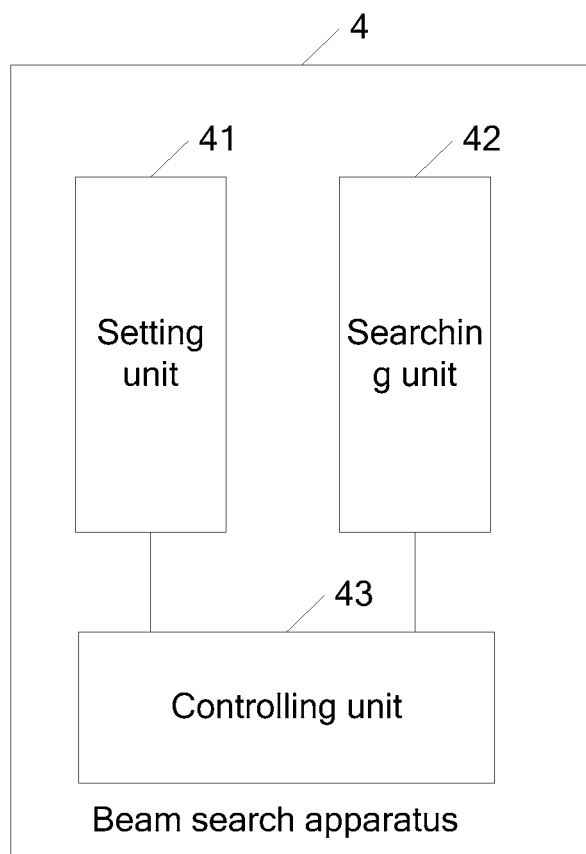 4
41
42
Setting
unit
Searchin
g unit
43
Controlling unit
Beam search apparatus